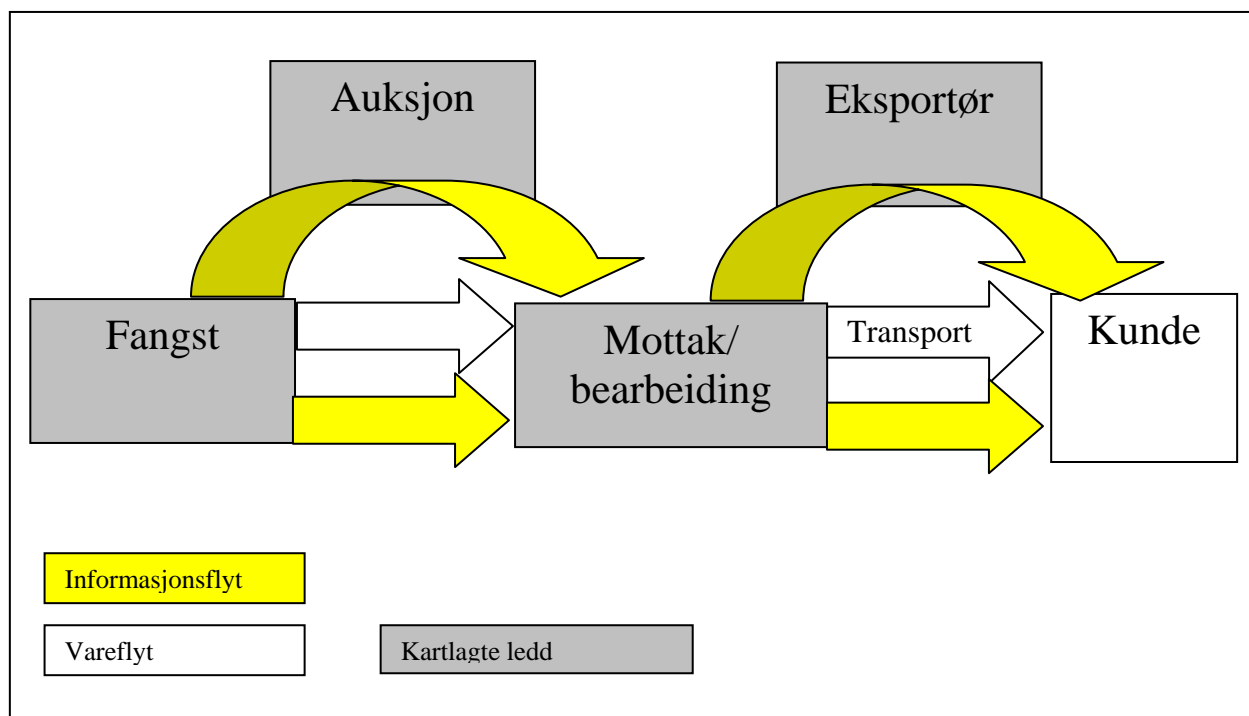 Auksjon
Eksportør
Fangst
Mottak/
bearbeiding
Transport
Kunde
Informasjonsflyt
Vareflyt
Kartlagte ledd